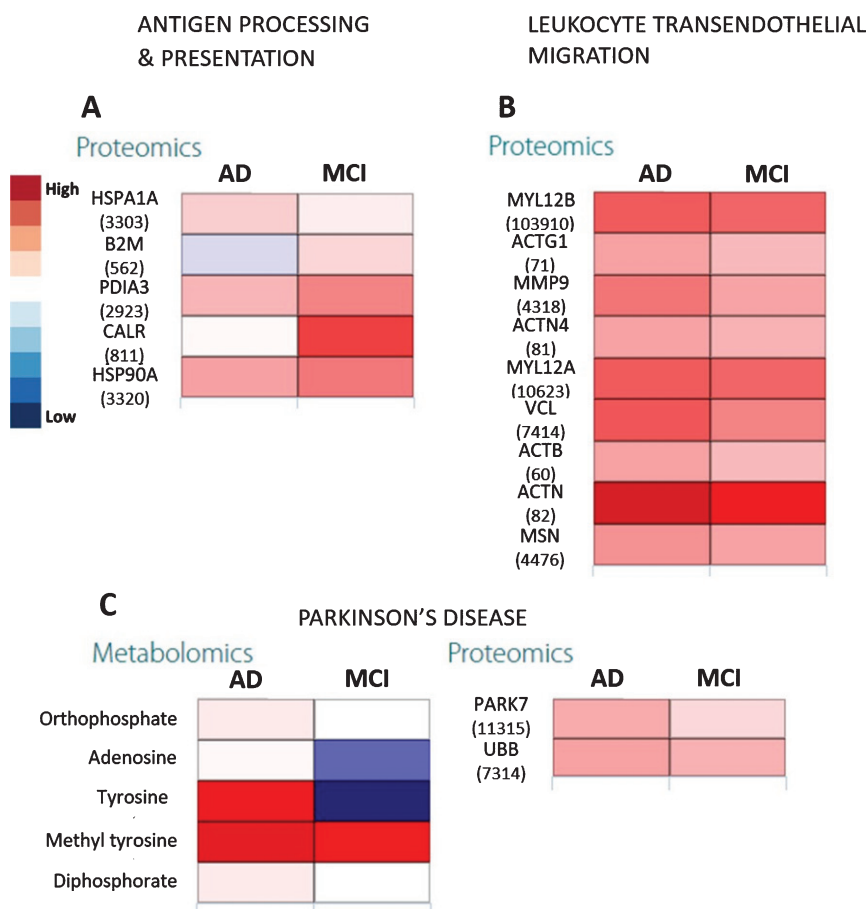 ANTIGEN PROCESSING
& PRESENTATION
LEUKOCYTE TRANSENDOTHELIAL
MIGRATION
A
Proteomics
AD MCI
High
Low
HSPA1A
(3303)
B2M
(562)
PDIA3
(2923)
CALR
(811)
HSP90A
(3320)
B
Proteomics
AD MCI
MYL12B
(103910)
ACTG1
(71)
MMP9
(4318)
ACTN4
(81)
MYL12A
(10623)
VCL
(7414)
ACTB
(60)
ACTN
(82)
MSN
(4476)
C
PARKINSON'S DISEASE
Metabolomics
AD MCI
Orthophosphate
Adenosine
Tyrosine
Methyl tyrosine
Diphosphorate
Proteomics
AD MCI
PARK7
(11315)
UBB
(7314)